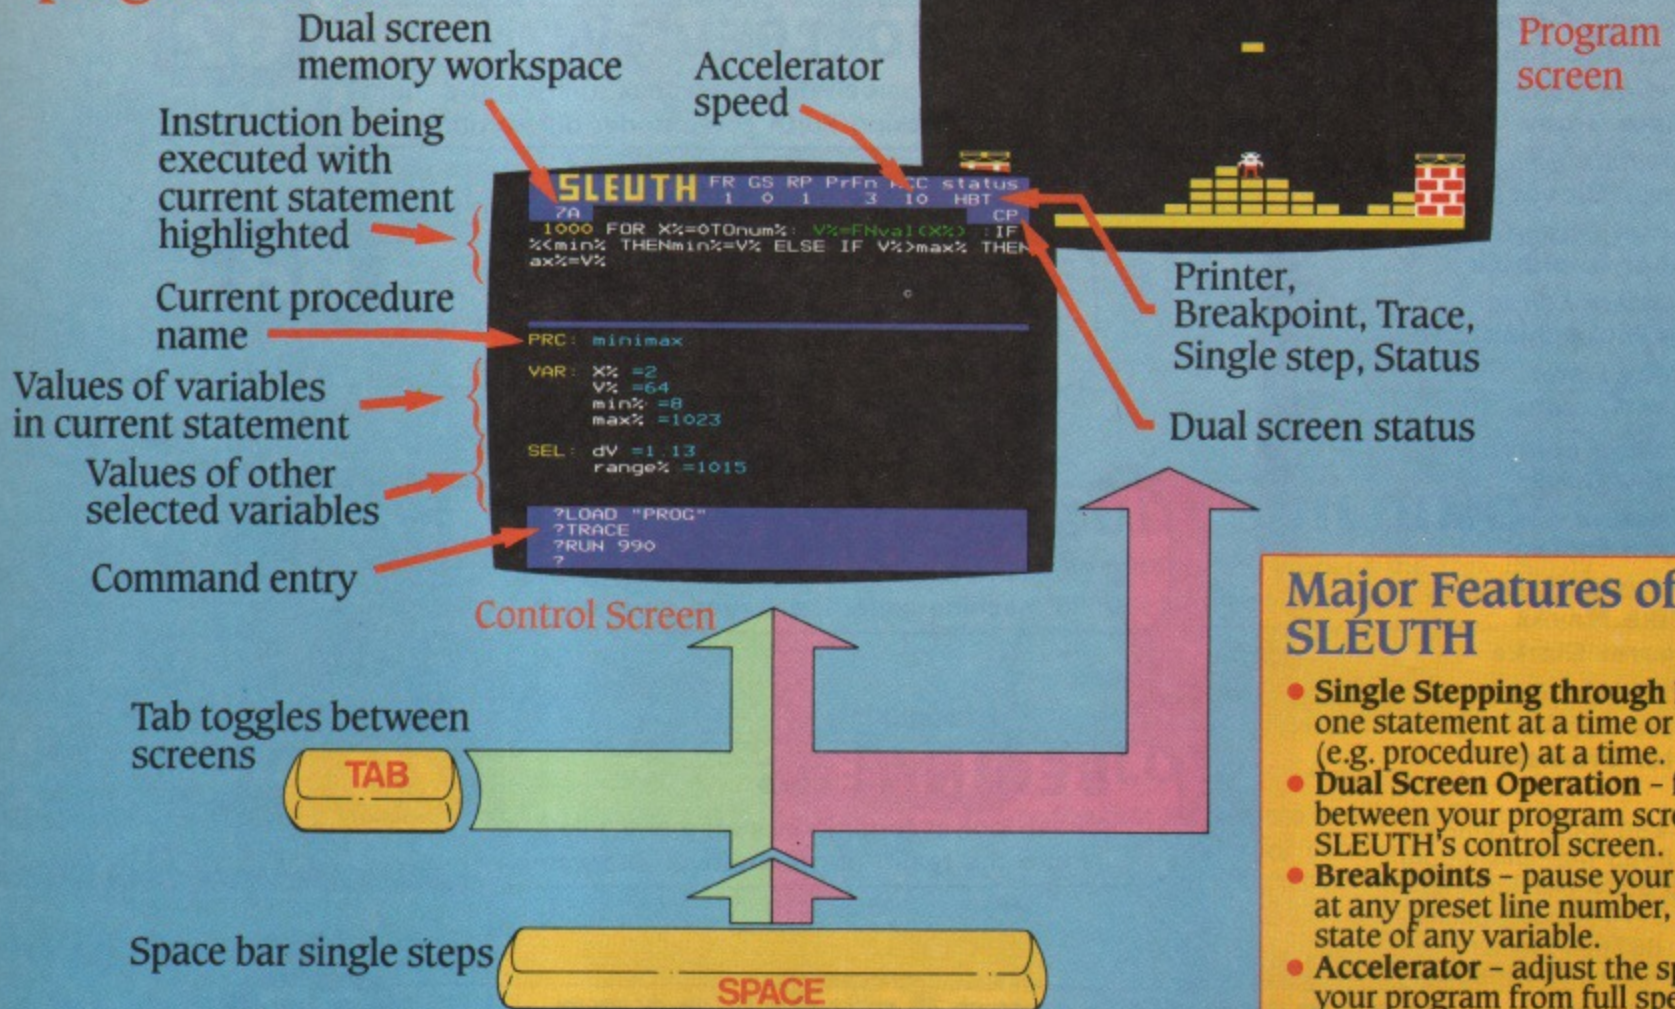 Dual screen
memory workspace
Accelerator
speed
Program
screen
Instruction being
executed with
current statement
highlighted
SLEUTH FR GS RP PrFn ACC status
1 0 1 3 10 HBT
7A
CP
1000 FOR X%=0TOnum%: V%=FNval(X%) :IF
%<min% THENmin%=V% ELSE IF V%>max% THEN
ax%=V%
Current procedure
name
PRC: minimax
Values of variables
in current statement
VAR: X% =2
V% =64
min% =8
max% =1023
Values of other
selected variables
SEL: dV =1.13
range% =1015
Command entry
?LOAD "PROG"
?TRACE
?RUN 990
?
Control Screen
Printer,
Breakpoint, Trace,
Single step, Status
Dual screen status
Tab toggles between
screens
TAB
Space bar single steps
SPACE
Major Features of
SLEUTH
• Single Stepping through
one statement at a time or
(e.g. procedure) at a time.
• Dual Screen Operation –
between your program
SLEUTH's control screen.
• Breakpoints – pause your
at any preset line number,
state of any variable.
• Accelerator – adjust the
your program from full